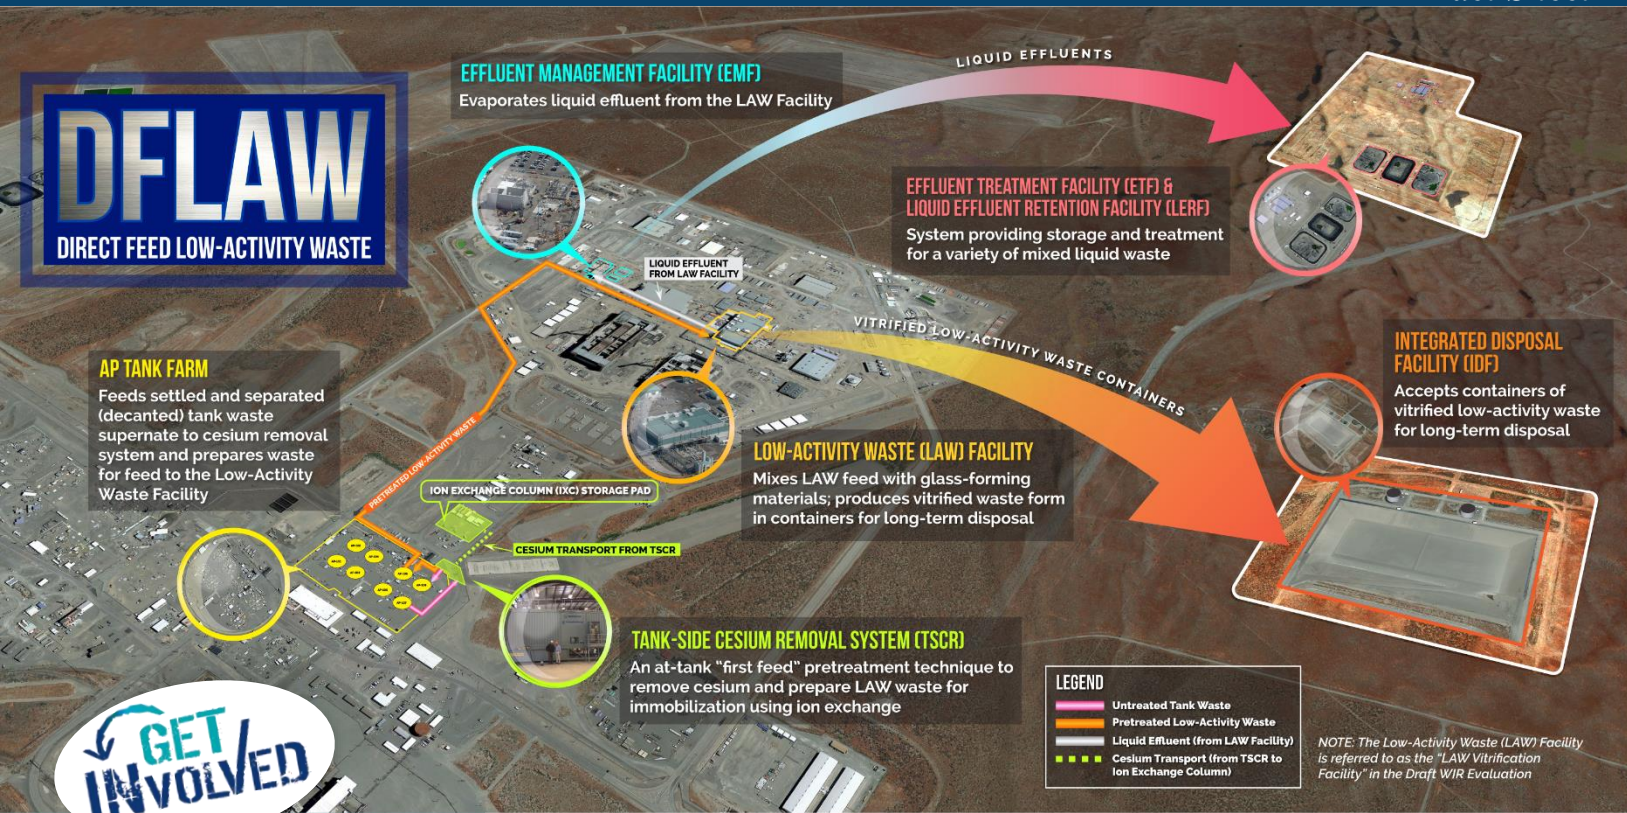 DFLAW
DIRECT FEED LOW-ACTIVITY WASTE
EFFLUENT MANAGEMENT FACILITY (EMF)
Evaporates liquid effluent from the LAW Facility
LIQUID EFFLUENTS
EFFLUENT TREATMENT FACILITY (ETF) &
LIQUID EFFLUENT RETENTION FACILITY (LERF)
System providing storage and treatment
for a variety of mixed liquid waste
LIQUID EFFLUENT
FROM LAW FACILITY
VITRIFIED LOW-ACTIVITY WASTE CONTAINERS
INTEGRATED DISPOSAL
FACILITY (IDF)
Accepts containers of
vitrified low-activity waste
for long-term disposal
AP TANK FARM
Feeds settled and separated
(decanted) tank waste
supernate to cesium removal
system and prepares waste
for feed to the Low-Activity
Waste Facility
PRETREATED LOW-ACTIVITY WASTE
LOW-ACTIVITY WASTE (LAW) FACILITY
Mixes LAW feed with glass-forming
materials; produces vitrified waste form
in containers for long-term disposal
ION EXCHANGE COLUMN (IXC) STORAGE PAD
CESIUM TRANSPORT FROM TSCR
TANK-SIDE CESIUM REMOVAL SYSTEM (TSCR)
An at-tank “first feed” pretreatment technique to
remove cesium and prepare LAW waste for
immobilization using ion exchange
LEGEND
Untreated Tank Waste
Pretreated Low-Activity Waste
Liquid Effluent (from LAW Facility)
Cesium Transport (from TSCR to
Ion Exchange Column)
NOTE: The Low-Activity Waste (LAW) Facility
is referred to as the “LAW Vitrification
Facility” in the Draft WIR Evaluation
GET
INVOLVED